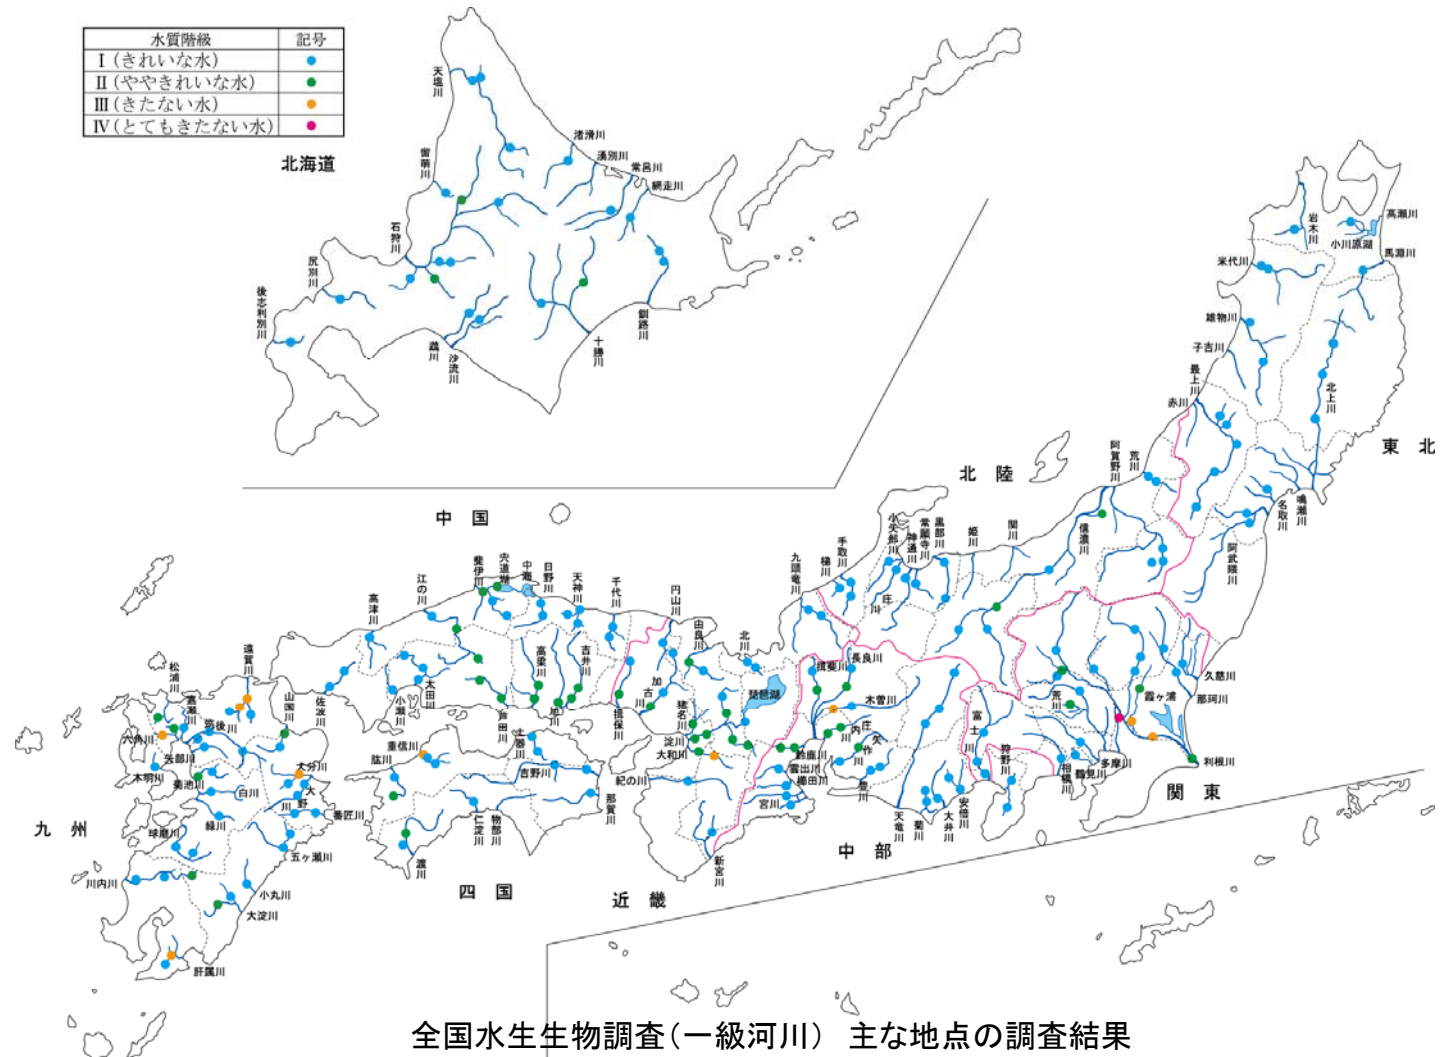 水質階級 記号
Ⅰ(きれいな水)
Ⅱ(ややきれいな水)
Ⅲ(きたない水)
Ⅳ(とてもきたない水)
北海道
天塩川
渚滑川
湧別川
常呂川
網走川
留萌川
石狩川
尻別川
後志利別川
鵡川
沙流川
十勝川
釧路川
東北
岩木川
高瀬川
小川原湖
馬淵川
米代川
雄物川
子吉川
最上川
赤川
北上川
鳴瀬川
名取川
阿武隈川
北陸
荒川
阿賀野川
信濃川
関川
姫川
黒部川
常願寺川
神通川
庄川
小矢部川
手取川
梯川
九頭竜川
中国
千代川
天神川
日野川
中海
宍道湖
斐伊川
江の川
高津川
佐波川
小瀬川
太田川
芦田川
高梁川
旭川
吉井川
近畿
円山川
由良川
北川
琵琶湖
加古川
揖保川
猪名川
淀川
大和川
紀の川
新宮川
中部
揖斐川
長良川
木曽川
庄内川
矢作川
豊川
鈴鹿川
雲出川
櫛田川
宮川
天竜川
菊川
大井川
安倍川
富士川
狩野川
関東
久慈川
那珂川
霞ヶ浦
利根川
荒川
多摩川
鶴見川
相模川
四国
重信川
肱川
土器川
吉野川
那賀川
物部川
仁淀川
渡川
九州
遠賀川
山国川
松浦川
嘉瀬川
筑後川
六角川
矢部川
本明川
菊池川
白川
緑川
球磨川
川内川
大分川
大野川
番匠川
五ヶ瀬川
小丸川
大淀川
肝属川
全国水生生物調査(一級河川) 主な地点の調査結果